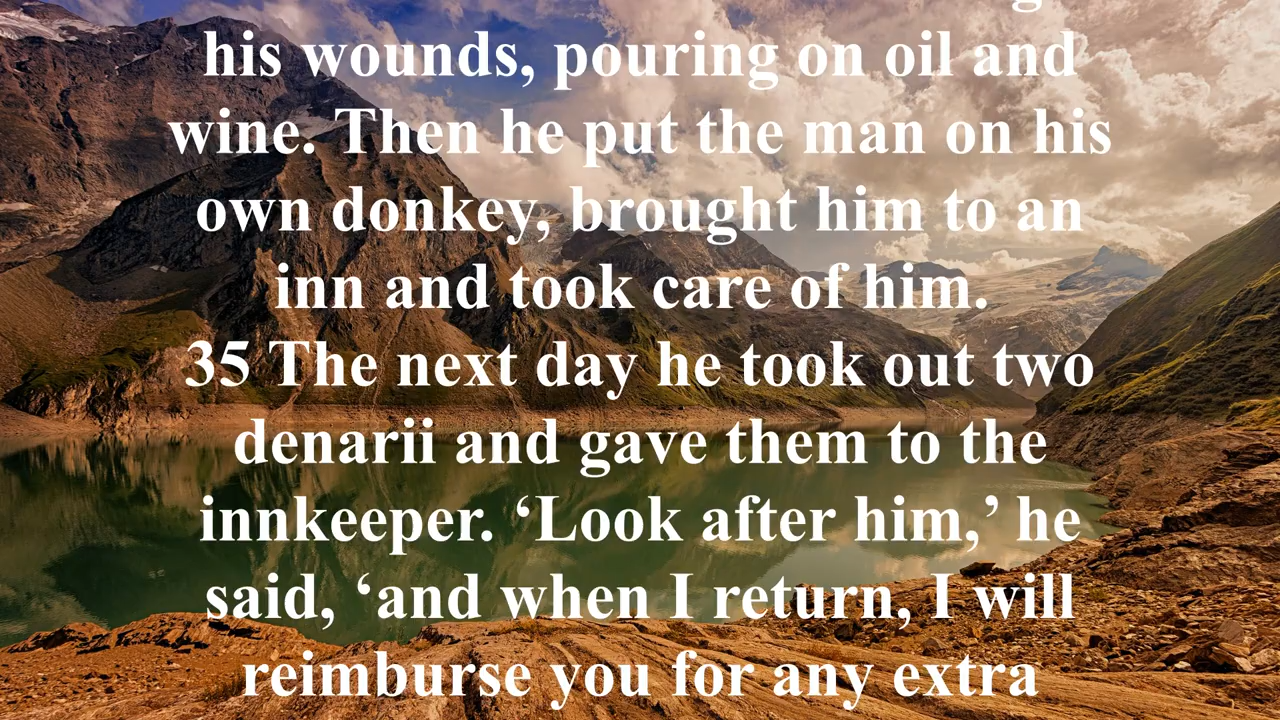 his wounds, pouring on oil and
wine. Then he put the man on his
own donkey, brought him to an
inn and took care of him.
35 The next day he took out two
denarii and gave them to the
innkeeper. ‘Look after him,’ he
said, ‘and when I return, I will
reimburse you for any extra